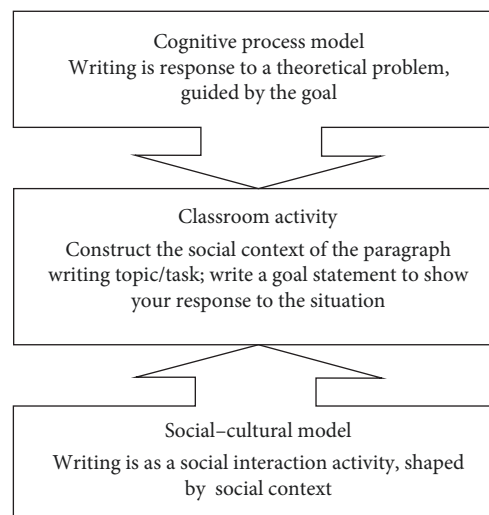 Cognitive process model
Writing is response to a theoretical problem,
guided by the goal
Classroom activity
Construct the social context of the paragraph
writing topic/task; write a goal statement to show
your response to the situation
Social–cultural model
Writing is as a social interaction activity, shaped
by social context